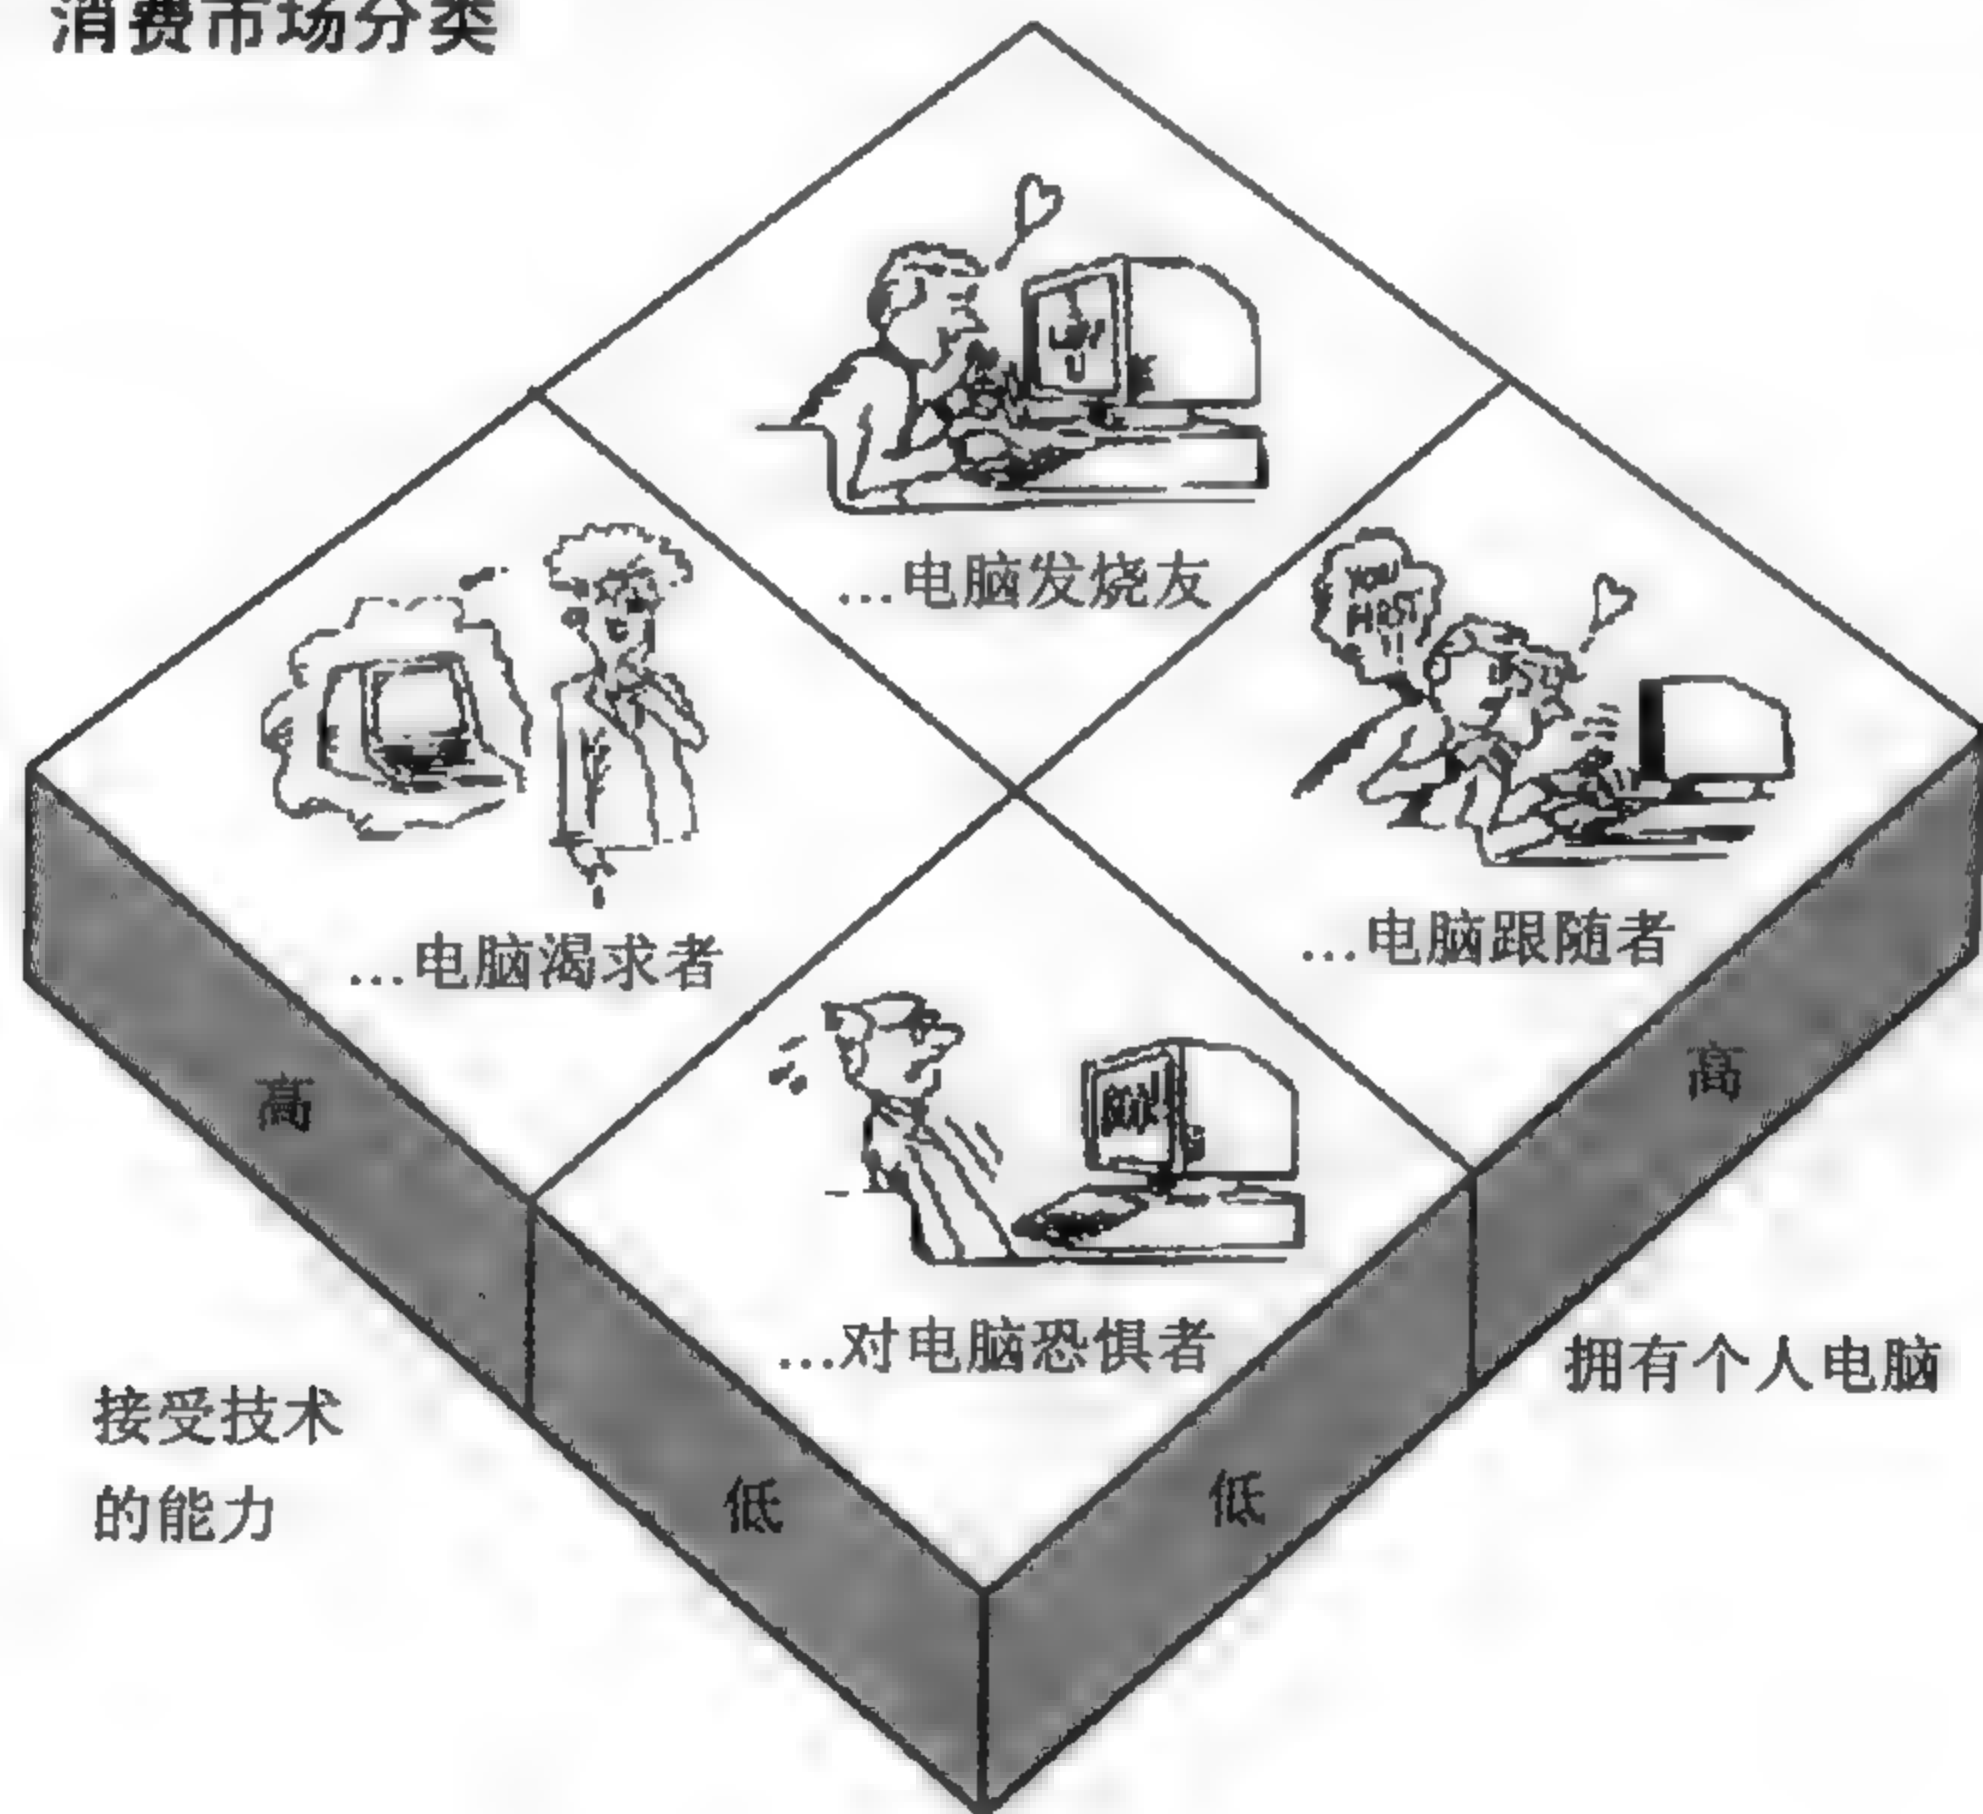 消费市场分类
...电脑发烧友
YOU FIRST
...电脑渴求者
...电脑跟随者
高
高
...对电脑恐惧者
接受技术
的能力
低
低
拥有个人电脑